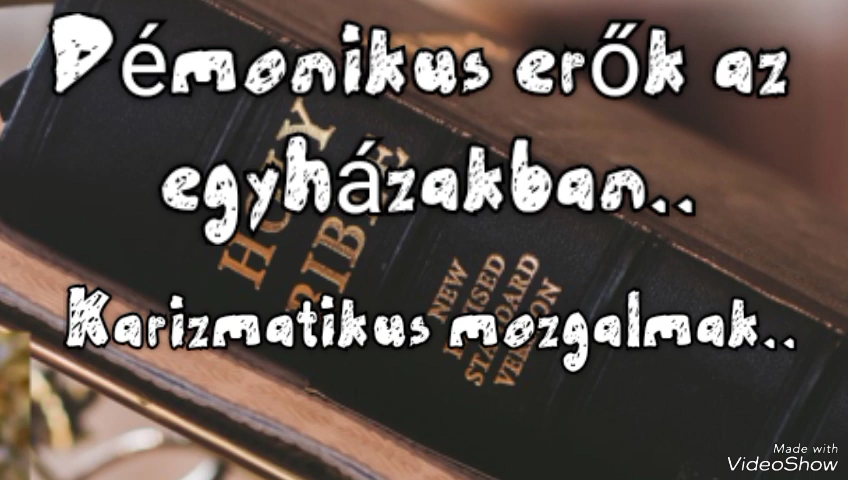 Démonikus erők az
egyházakban..
Karizmatikus mozgalmak..
HOLY
BIBLE
NEW
REVISED
STANDARD
VERSION
Made with
VideoShow